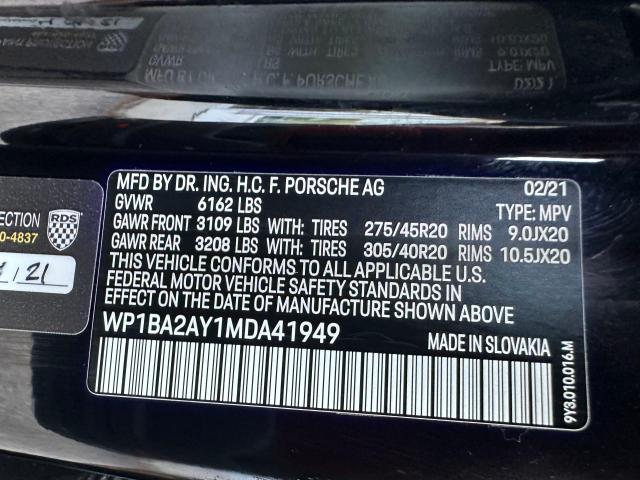 MFD BY DR. ING. H.C. F. PORSCHE AG 02/21
GVWR 6162 LBS TYPE: MPV
GAWR FRONT 3109 LBS WITH: TIRES 275/45R20 RIMS 9.0JX20
GAWR REAR 3208 LBS WITH: TIRES 305/40R20 RIMS 10.5JX20
THIS VEHICLE CONFORMS TO ALL APPLICABLE U.S.
FEDERAL MOTOR VEHICLE SAFETY STANDARDS IN
EFFECT ON THE DATE OF MANUFACTURE SHOWN ABOVE
WP1BA2AY1MDA41949 MADE IN SLOVAKIA
9Y3.010.016.M
ECTION RDS
0-4837
21